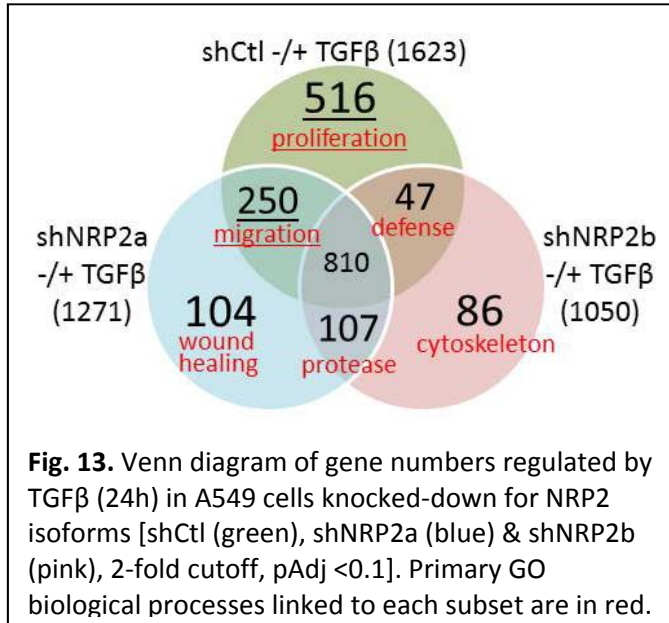 shCtl -/+ TGFβ (1623)
516
proliferation
250
migration
47
defense
810
shNRP2a
-/+ TGFβ
(1271)
shNRP2b
-/+ TGFβ
(1050)
104
wound
healing
107
protease
86
cytoskeleton
Fig. 13. Venn diagram of gene numbers regulated by
TGFβ (24h) in A549 cells knocked-down for NRP2
isoforms [shCtl (green), shNRP2a (blue) & shNRP2b
(pink), 2-fold cutoff, pAdj <0.1]. Primary GO
biological processes linked to each subset are in red.